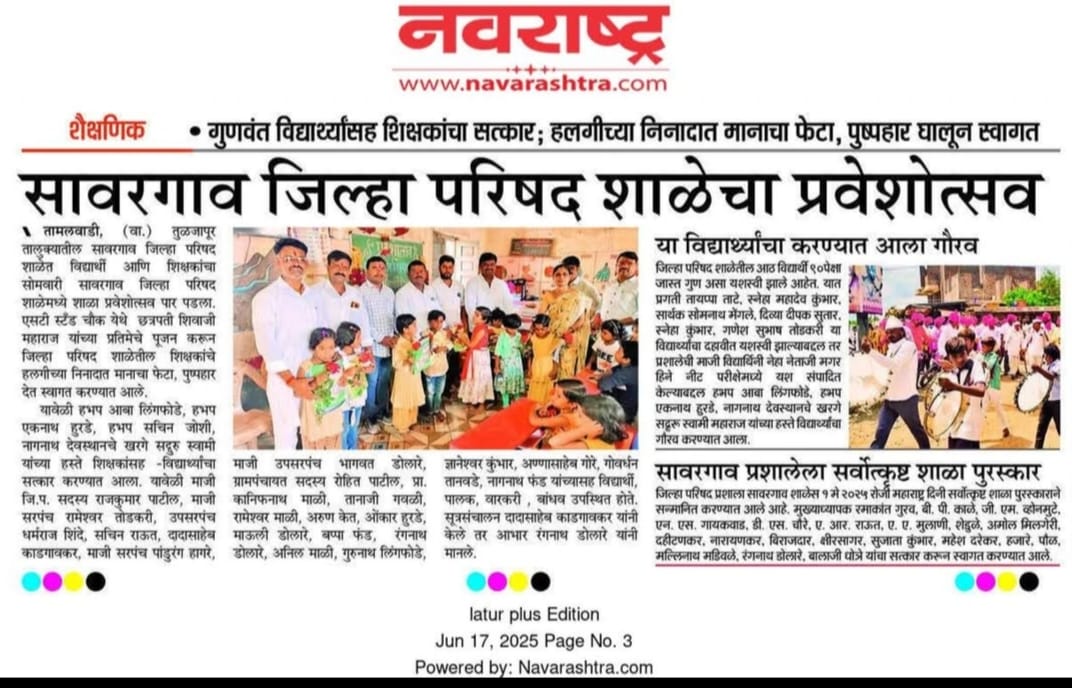 नवराष्ट्र
www.navarashtra.com
शैक्षणिक
• गुणवंत विद्यार्थ्यांसह शिक्षकांचा सत्कार; हलगीच्या निनादात मानाचा फेटा, पुष्पहार घालून स्वागत
सावरगाव जिल्हा परिषद शाळेचा प्रवेशोत्सव
तामलवाडी, (वा.) तुळजापूर
तालुक्यातील सावरगाव जिल्हा परिषद
शाळेत विद्यार्थी आणि शिक्षकांचा
सोमवारी सावरगाव जिल्हा परिषद
शाळेमध्ये शाळा प्रवेशोत्सव पार पडला.
एसटी स्टँड चौक येथे छत्रपती शिवाजी
महाराज यांच्या प्रतिमेचे पूजन करून
जिल्हा परिषद शाळेतील शिक्षकांचे
हलगीच्या निनादात मानाचा फेटा, पुष्पहार
देत स्वागत करण्यात आले.
यावेळी हभप आबा लिंगफोडे, हभप
एकनाथ हुरडे, हभप सचिन जोशी,
नागनाथ देवस्थानचे खरगे सद्गुरु स्वामी
यांच्या हस्ते शिक्षकांसह -विद्यार्थ्यांचा
सत्कार करण्यात आला. यावेळी माजी
जि.प. सदस्य राजकुमार पाटील, माजी
सरपंच रामेश्वर तोडकरी, उपसरपंच
धर्मराज शिंदे, सचिन राऊत, दादासाहेब
काडगावकर, माजी सरपंच पांडुरंग हागरे,
माजी उपसरपंच भागवत डोलारे,
ग्रामपंचायत सदस्य रोहित पाटील, प्रा.
कानिफनाथ माळी, तानाजी गवळी,
रामेश्वर माळी, अरुण केत, ओंकार हुरडे,
माऊली डोलारे, बप्पा फंड, रंगनाथ
डोलारे, अनिल माळी, गुरुनाथ लिंगफोडे,
ज्ञानेश्वर कुंभार, अण्णासाहेब गोरे, गोवर्धन
तानवडे, नागनाथ फंड यांच्यासह विद्यार्थी,
पालक, वारकरी , बांधव उपस्थित होते.
सूत्रसंचालन दादासाहेब काडगावकर यांनी
केले तर आभार रंगनाथ डोलारे यांनी
मानले.
या विद्यार्थ्यांचा करण्यात आला गौरव
जिल्हा परिषद शाळेतील आठ विद्यार्थी ९०पेक्षा
जास्त गुण असा यशस्वी झाले आहेत. यात
प्रगती तायप्पा ताटे, स्नेहा महादेव कुंभार,
सार्थक सोमनाथ मेंगले, दिव्या दीपक सुतार,
स्नेहा कुंभार, गणेश सुभाष तोडकरी या
विद्यार्थ्यांचा दहावीत यशस्वी झाल्याबद्दल तर
प्रशालेची माजी विद्यार्थिनी नेहा नेताजी मगर
हिने नीट परीक्षेमध्ये यश संपादित
केल्याबद्दल हभप आबा लिंगफोडे, हभप
एकनाथ हुरडे, नागनाथ देवस्थानचे खरगे
सद्गुरू स्वामी महाराज यांच्या हस्ते विद्यार्थ्यांचा
गौरव करण्यात आला.
सावरगाव प्रशालेला सर्वोत्कृष्ट शाळा पुरस्कार
जिल्हा परिषद प्रशाला सावरगाव शाळेस १ मे २०२५ रोजी महाराष्ट्र दिनी सर्वोत्कृष्ट शाळा पुरस्काराने
सन्मानित करण्यात आले आहे. मुख्याध्यापक रमाकांत गुरव, बी. पी. काळे, जी. एम. व्होनमुटे,
एन. एस. गायकवाड, डी. एस. चौरे, ए. आर. राऊत, ए. ए. मुलाणी, शेडुळे, अमोल मिलगेरी,
दहीटणकर, नारायणकर, बिराजदार, क्षीरसागर, सुजाता कुंभार, महेश दरेकर, हजारे, पौळ,
मल्लिनाथ मडिवळे, रंगनाथ डोलारे, बालाजी धोत्रे यांचा सत्कार करून स्वागत करण्यात आले.
latur plus Edition
Jun 17, 2025 Page No. 3
Powered by: Navarashtra.com